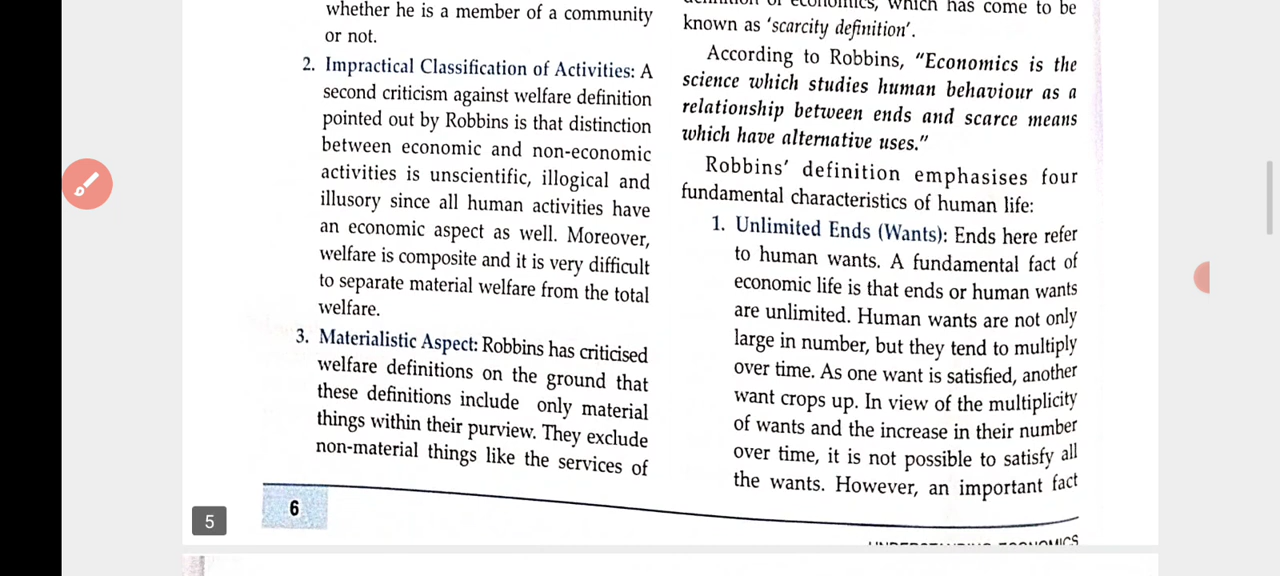 whether he is a member of a community
or not.
2. Impractical Classification of Activities: A
second criticism against welfare definition
pointed out by Robbins is that distinction
between economic and non-economic
activities is unscientific, illogical and
illusory since all human activities have
an economic aspect as well. Moreover,
welfare is composite and it is very difficult
to separate material welfare from the total
welfare.
3. Materialistic Aspect: Robbins has criticised
welfare definitions on the ground that
these definitions include only material
things within their purview. They exclude
non-material things like the services of
6
5
definition of economics, which has come to be
known as ‘scarcity definition’.
According to Robbins, “Economics is the
science which studies human behaviour as a
relationship between ends and scarce means
which have alternative uses.”
Robbins’ definition emphasises four
fundamental characteristics of human life:
1. Unlimited Ends (Wants): Ends here refer
to human wants. A fundamental fact of
economic life is that ends or human wants
are unlimited. Human wants are not only
large in number, but they tend to multiply
over time. As one want is satisfied, another
want crops up. In view of the multiplicity
of wants and the increase in their number
over time, it is not possible to satisfy all
the wants. However, an important fact